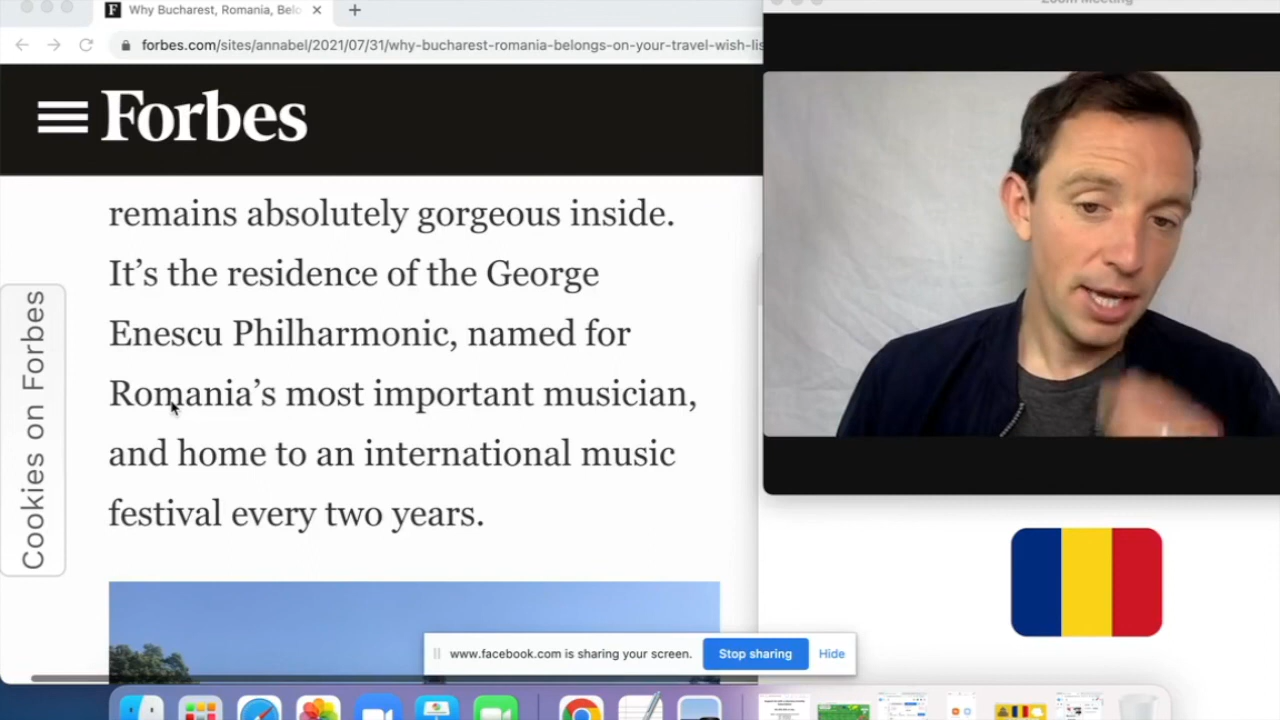 Why Bucharest, Romania, Belo
Zoom Meeting
forbes.com/sites/annabel/2021/07/31/why-bucharest-romania-belongs-on-your-travel-wish-lis
Forbes
remains absolutely gorgeous inside.
It’s the residence of the George
Enescu Philharmonic, named for
Romania’s most important musician,
and home to an international music
festival every two years.
Cookies on Forbes
www.facebook.com is sharing your screen.
Stop sharing
Hide